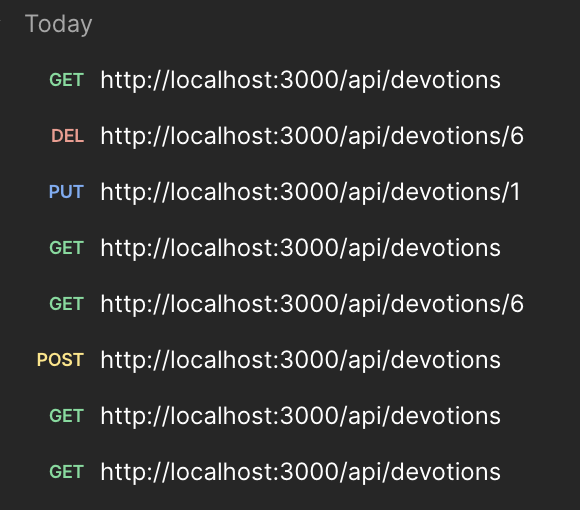 Today
GET http://localhost:3000/api/devotions
DEL http://localhost:3000/api/devotions/6
PUT http://localhost:3000/api/devotions/1
GET http://localhost:3000/api/devotions
GET http://localhost:3000/api/devotions/6
POST http://localhost:3000/api/devotions
GET http://localhost:3000/api/devotions
GET http://localhost:3000/api/devotions